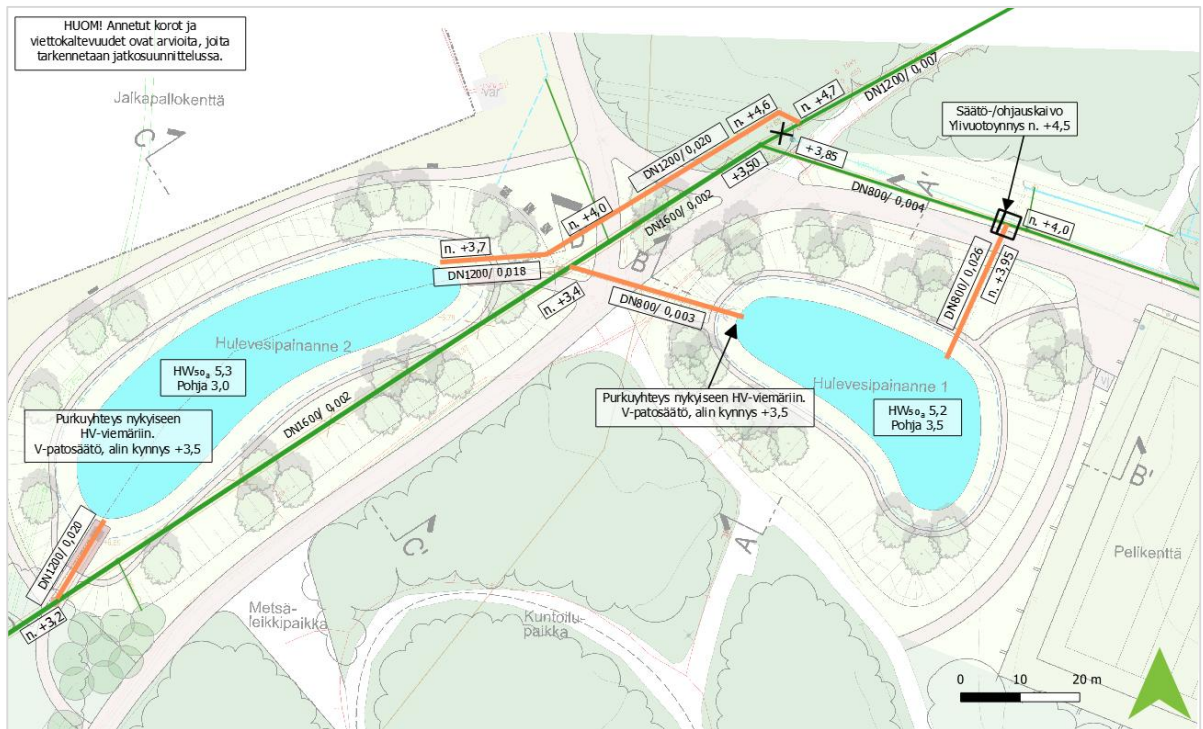 HUOM! Annetut korot ja
viettokaltevuudet ovat arvioita, joita
tarkennetaan jatkosuunnittelussa.
Jalkapallokenttä
C
DN1200/ 0,007
n. +4,7
n. +4,6
DN1200/ 0,020
Säätö-/ohjauskaivo
Ylivuotoynnys n. +4,5
+3,85
+3,50
A'
DN800/ 0,004
n. +4,0
n. +4,0
DN1600/ 0,002
n. +3,7
DN1200/ 0,018
B
n. +3,4
DN800/ 0,003
DN800/ 0,026
n. +3,95
Hulevesipainanne 2
HW50a 5,3
Pohja 3,0
Purkuyhteys nykyiseen
HV-viemäriin.
V-patosäätö, alin kynnys +3,5
DN1600/ 0,002
Purkuyhteys nykyiseen HV-viemäriin.
V-patosäätö, alin kynnys +3,5
Hulevesipainanne 1
HW50a 5,2
Pohja 3,5
B'
DN1200/ 0,020
n. +3,2
C'
A
Pelikenttä
Metsä-
leikkipaikka
Kuntoilu-
paikka
0 10 20 m